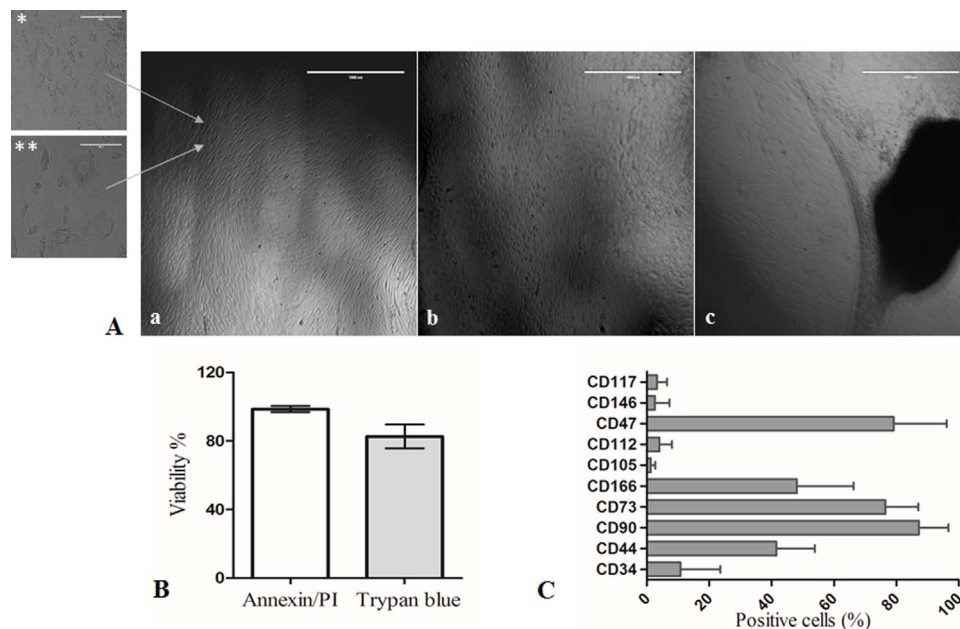 *
**
a
b
c
A
120
80
40
0
Viability %
Annexin/PI Trypan blue
B
CD117
CD146
CD47
CD112
CD105
CD166
CD73
CD90
CD44
CD34
0 20 40 60 80 100
Positive cells (%)
C